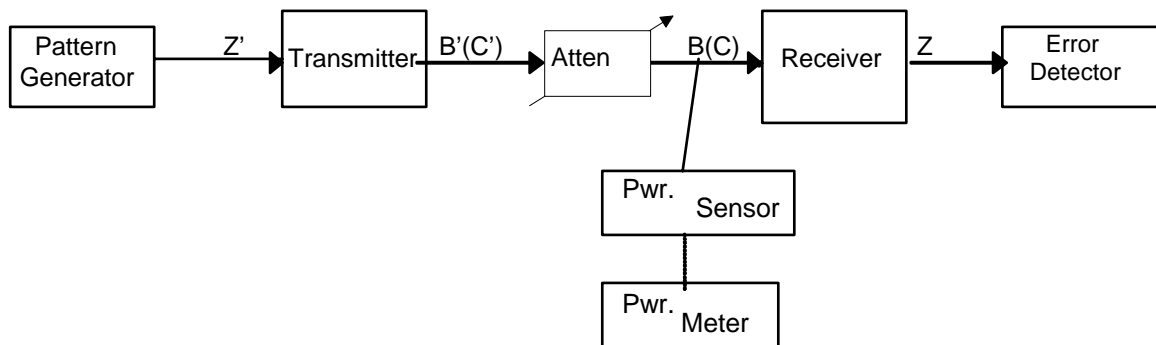 Pattern
Generator
Z'
Transmitter
B'(C')
Atten
B(C)
Receiver
Z
Error
Detector
Pwr.
Sensor
Pwr.
Meter